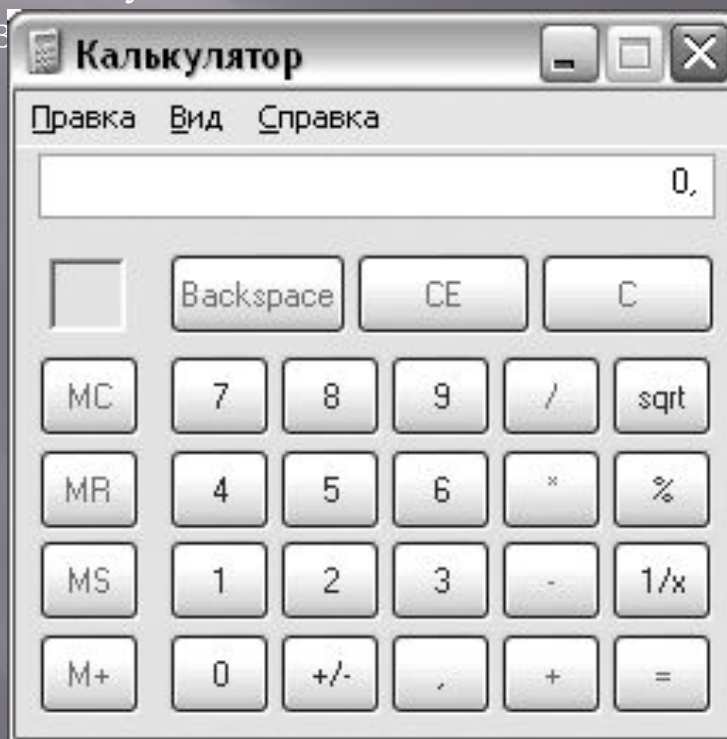 Калькулятор
Правка Вид Справка
0,
Backspace CE C
MC 7 8 9 / sqrt
MR 4 5 6 * %
MS 1 2 3 - 1/x
M+ 0 +/- , + =